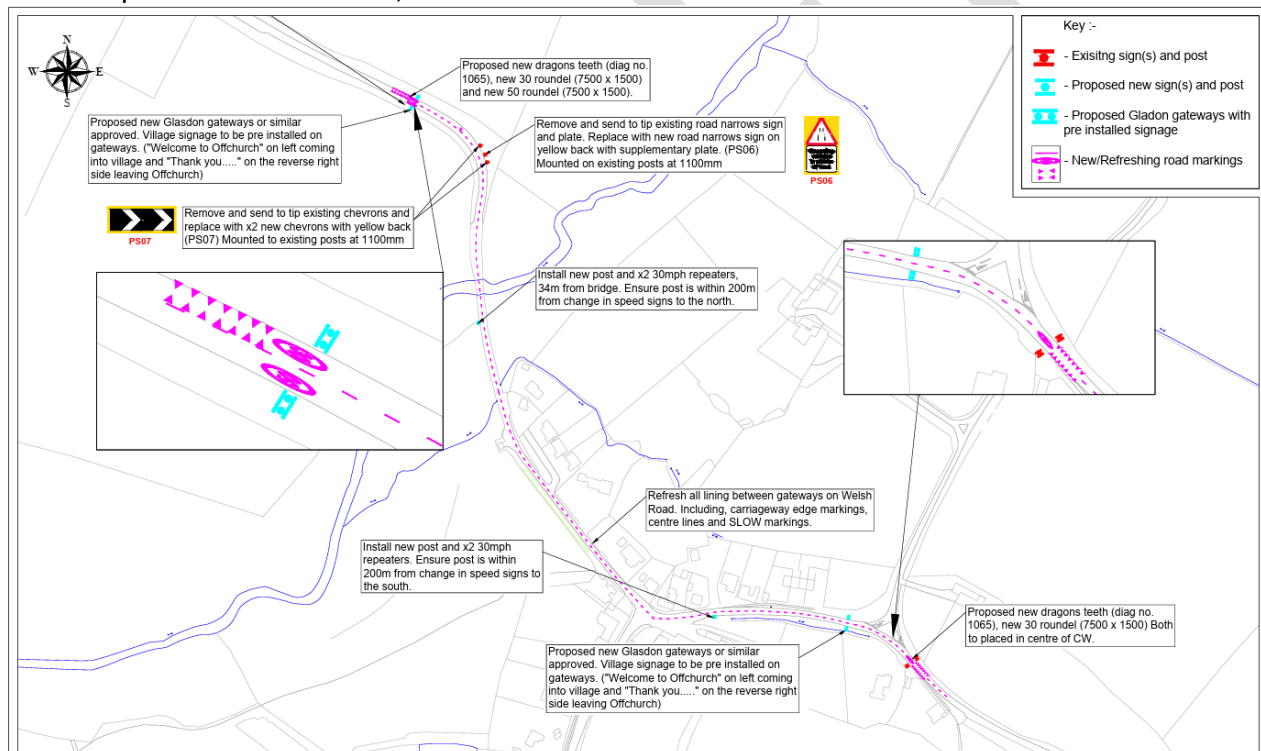 N
W
E
S
Key :-
- Exisitng sign(s) and post
- Proposed new sign(s) and post
- Proposed Gladon gateways with
pre installed signage
- New/Refreshing road markings
Proposed new dragons teeth (diag no.
1065), new 30 roundel (7500 x 1500)
and new 50 roundel (7500 x 1500).
Proposed new Glasdon gateways or similar
approved. Village signage to be pre installed on
gateways. ("Welcome to Offchurch" on left coming
into village and "Thank you....." on the reverse right
side leaving Offchurch)
Remove and send to tip existing road narrows sign
and plate. Replace with new road narrows sign on
yellow back with supplementary plate. (PS06)
Mounted on existing posts at 1100mm
PS06
PS07
Remove and send to tip existing chevrons and
replace with x2 new chevrons with yellow back
(PS07) Mounted to existing posts at 1100mm
Install new post and x2 30mph repeaters,
34m from bridge. Ensure post is within 200m
from change in speed signs to the north.
Refresh all lining between gateways on Welsh
Road. Including, carriageway edge markings,
centre lines and SLOW markings.
Install new post and x2 30mph
repeaters. Ensure post is within
200m from change in speed signs to
the south.
Proposed new dragons teeth (diag no.
1065), new 30 roundel (7500 x 1500) Both
to placed in centre of CW.
Proposed new Glasdon gateways or similar
approved. Village signage to be pre installed on
gateways. ("Welcome to Offchurch" on left coming
into village and "Thank you....." on the reverse right
side leaving Offchurch)